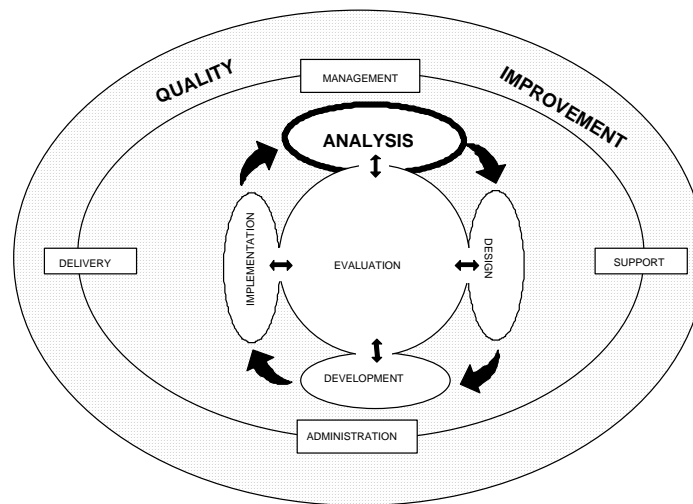 QUALITY
IMPROVEMENT
MANAGEMENT
ANALYSIS
IMPLEMENTATION
DESIGN
DELIVERY
EVALUATION
SUPPORT
DEVELOPMENT
ADMINISTRATION